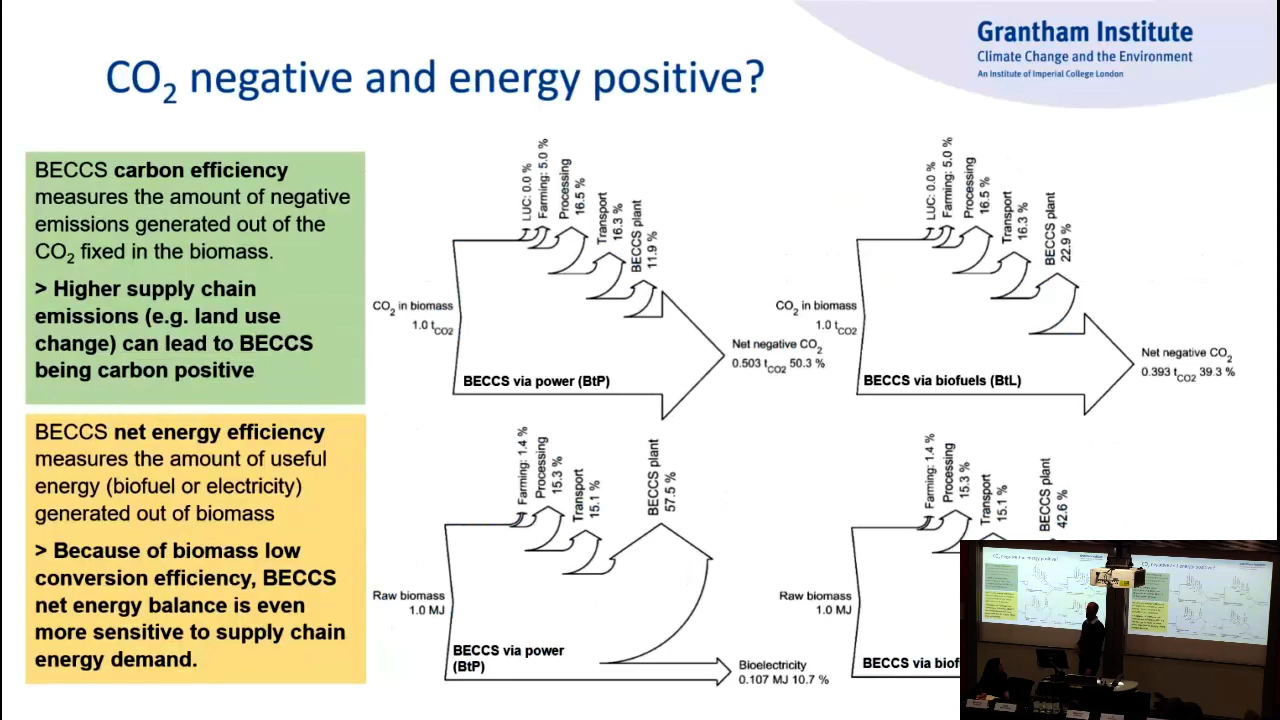 Grantham Institute
Climate Change and the Environment
An Institute of Imperial College London
CO2 negative and energy positive?
BECCS carbon efficiency
measures the amount of negative
emissions generated out of the
CO2 fixed in the biomass.
> Higher supply chain
emissions (e.g. land use
change) can lead to BECCS
being carbon positive
BECCS net energy efficiency
measures the amount of useful
energy (biofuel or electricity)
generated out of biomass
> Because of biomass low
conversion efficiency, BECCS
net energy balance is even
more sensitive to supply chain
energy demand.
LUC: 0.0 %
Farming: 5.0 %
Processing
16.5 %
Transport
16.3 %
BECCS plant
11.9 %
CO2 in biomass
1.0 tCO2
Net negative CO2
0.503 tCO2 50.3 %
BECCS via power (BtP)
LUC: 0.0 %
Farming: 5.0 %
Processing
16.5 %
Transport
16.3 %
BECCS plant
22.9 %
CO2 in biomass
1.0 tCO2
Net negative CO2
0.393 tCO2 39.3 %
BECCS via biofuels (BtL)
Farming: 1.4 %
Processing
15.3 %
Transport
15.1 %
BECCS plant
57.5 %
Raw biomass
1.0 MJ
BECCS via power
(BtP)
Bioelectricity
0.107 MJ 10.7 %
Farming: 1.4 %
Processing
15.3 %
Transport
15.1 %
BECCS plant
42.6 %
Raw biomass
1.0 MJ
BECCS via biof